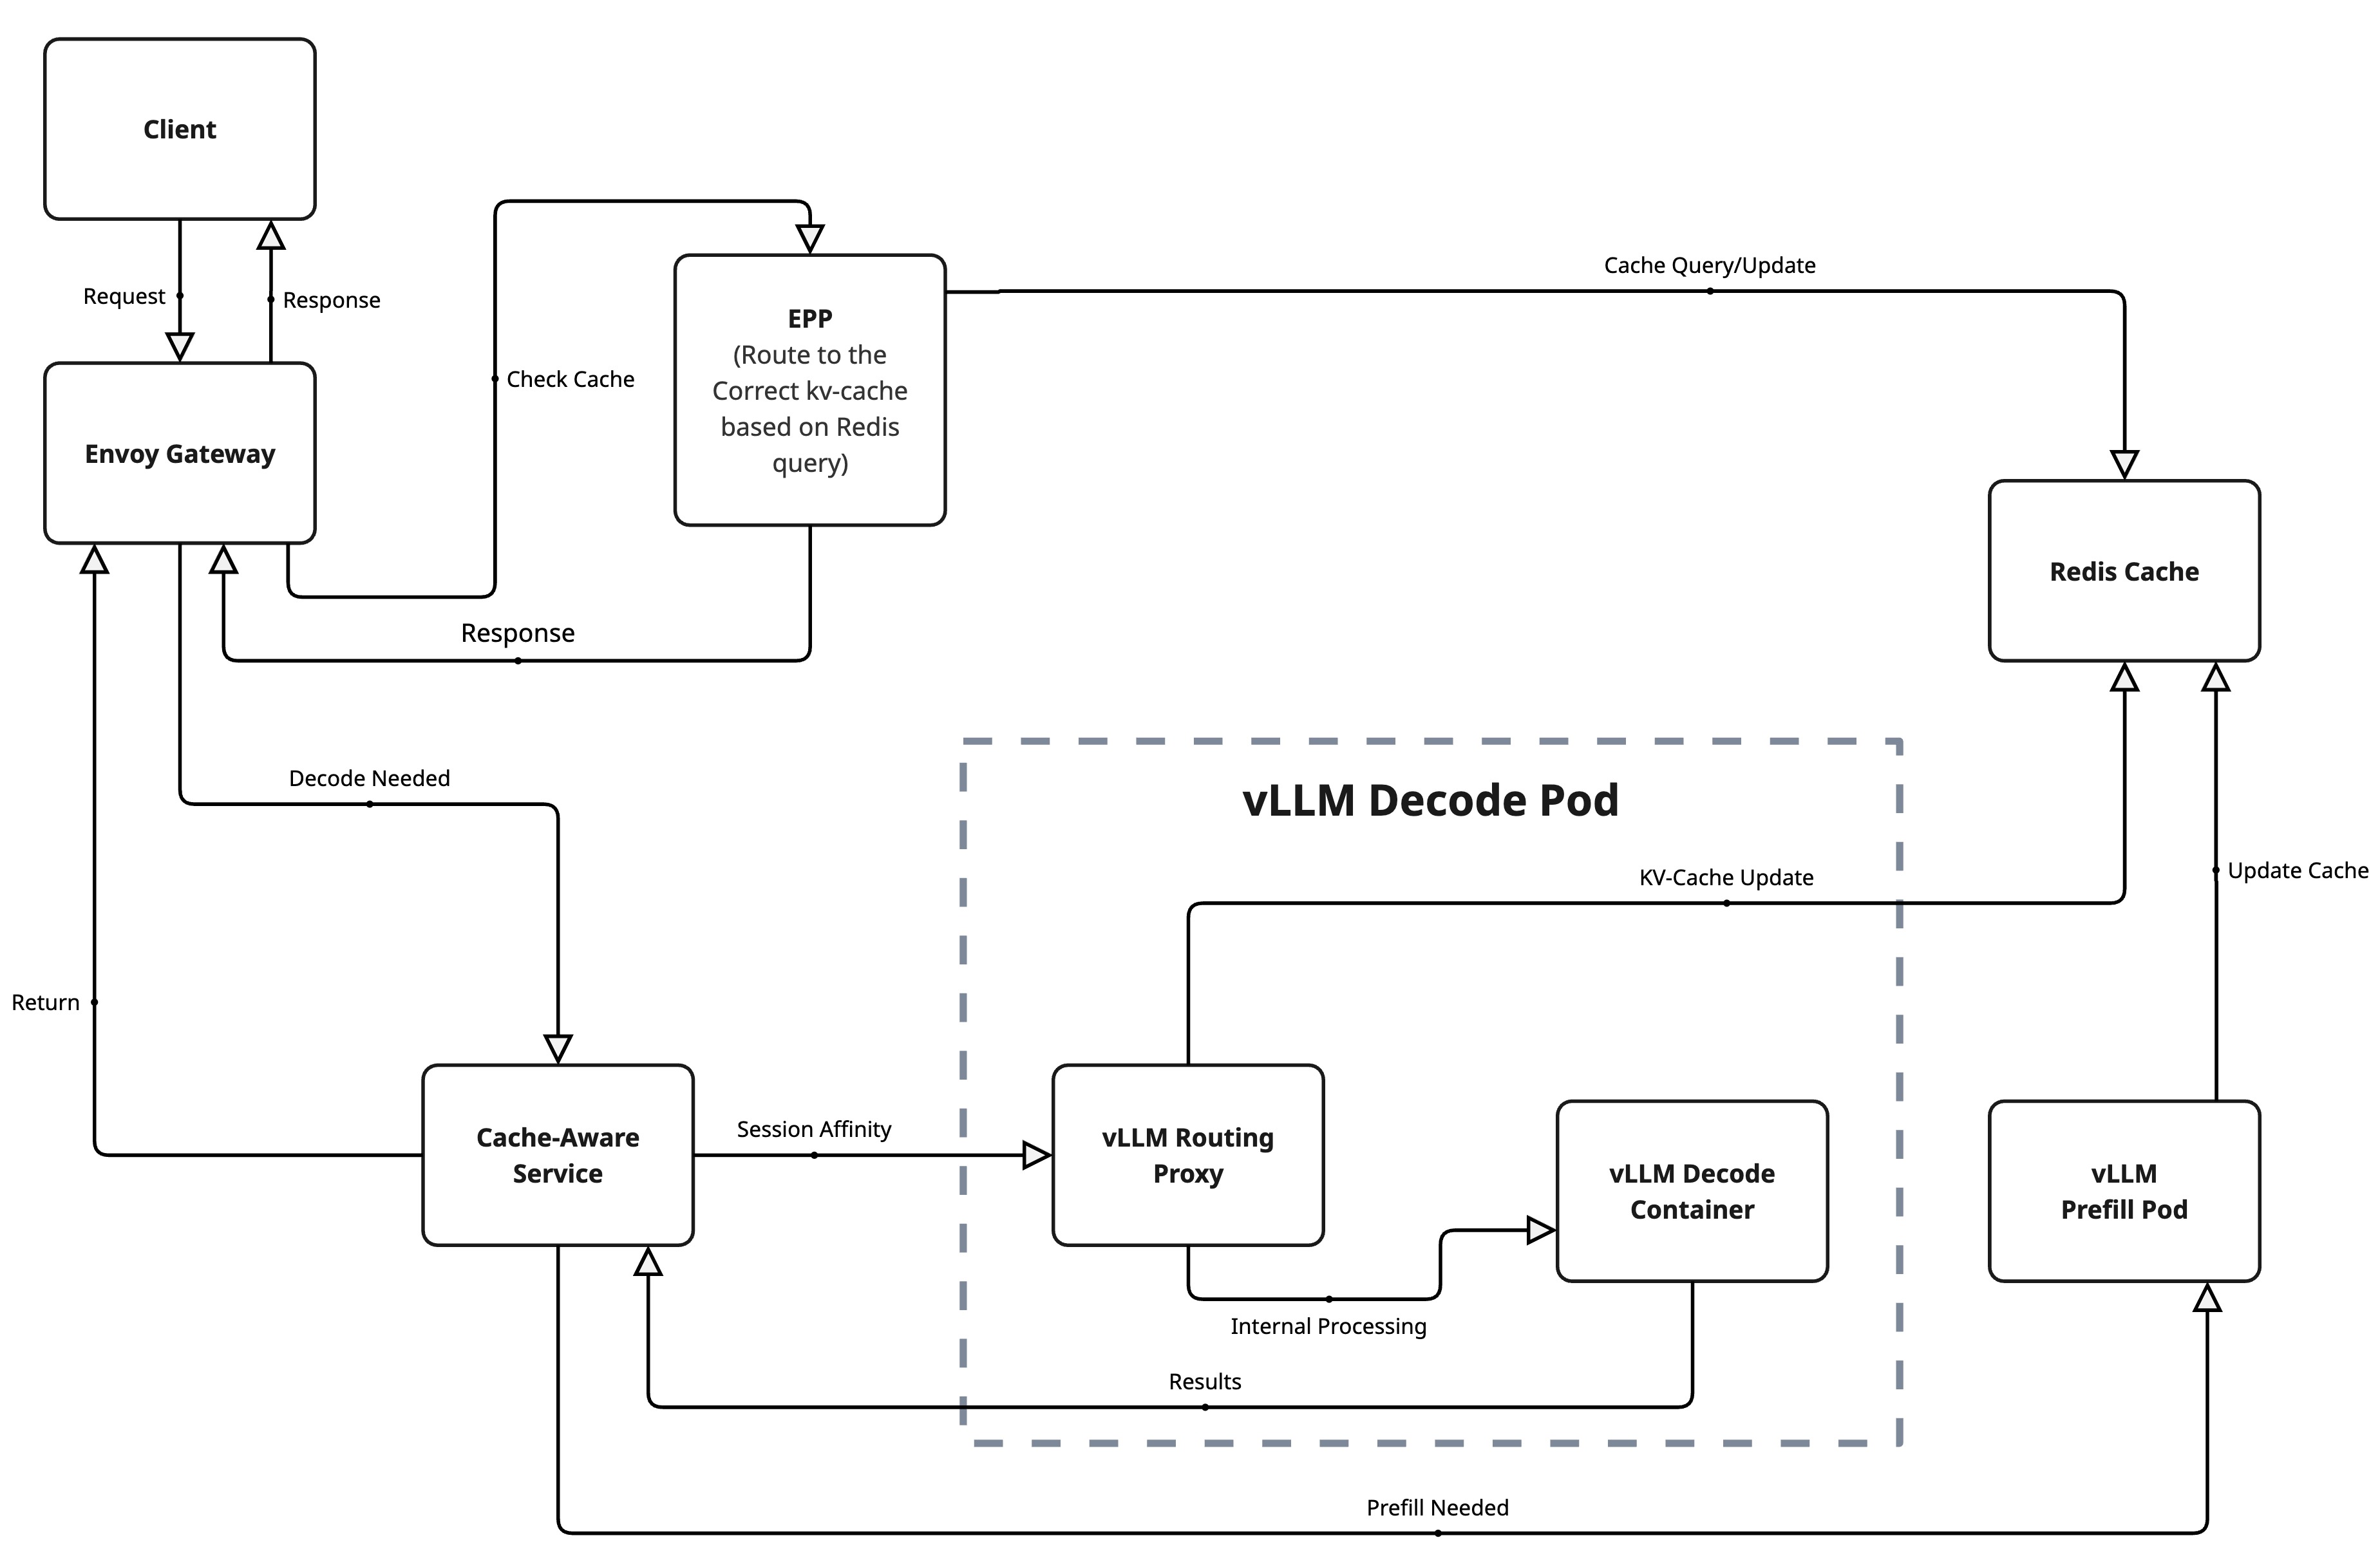 Client
Request
Response
Envoy Gateway
Check Cache
EPP
(Route to the
Correct kv-cache
based on Redis
query)
Cache Query/Update
Redis Cache
Response
Decode Needed
vLLM Decode Pod
KV-Cache Update
Update Cache
Return
Cache-Aware
Service
Session Affinity
vLLM Routing
Proxy
vLLM Decode
Container
vLLM
Prefill Pod
Internal Processing
Results
Prefill Needed